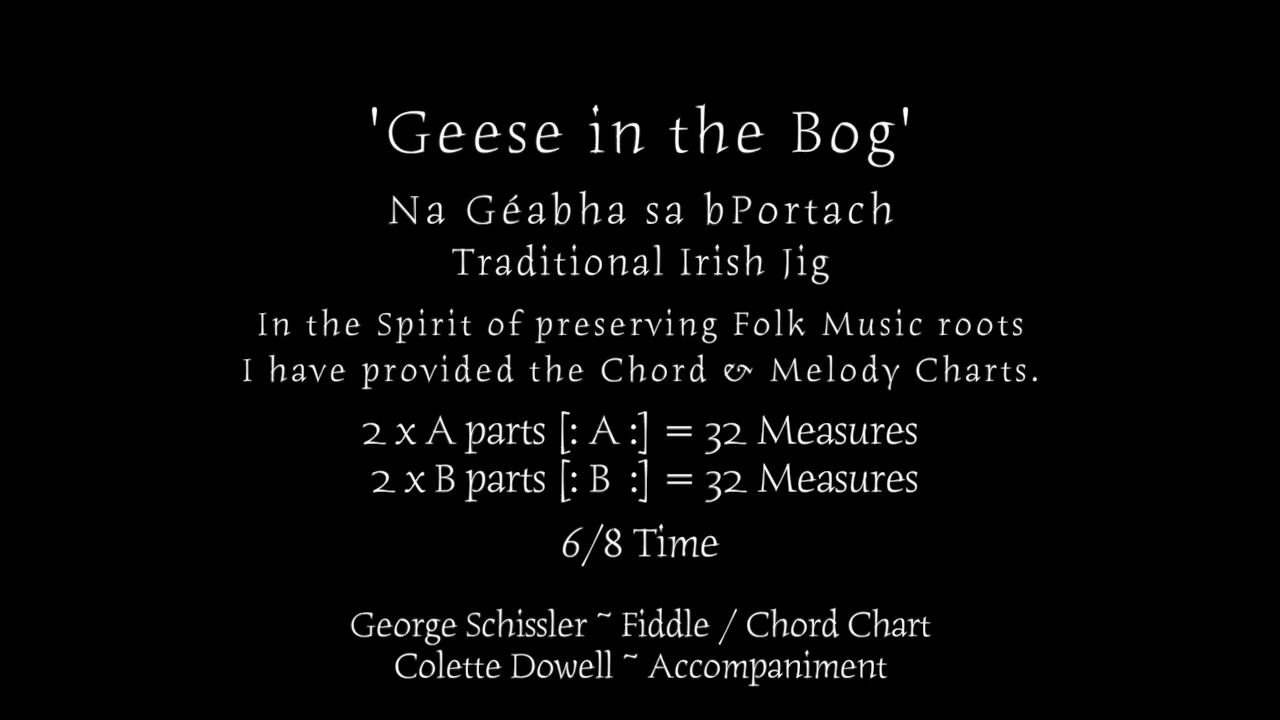 'Geese in the Bog'
Na Géabha sa bPortach
Traditional Irish Jig
In the Spirit of preserving Folk Music roots
I have provided the Chord & Melody Charts.
2 x A parts [: A :] = 32 Measures
2 x B parts [: B :] = 32 Measures
6/8 Time
George Schissler ~ Fiddle / Chord Chart
Colette Dowell ~ Accompaniment